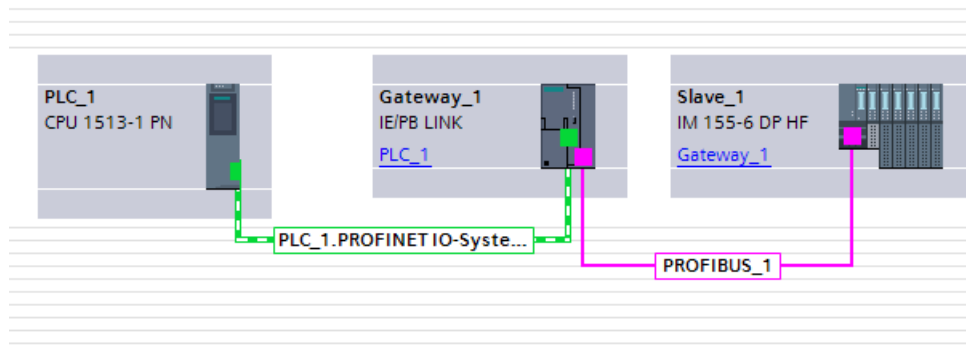 PLC_1
CPU 1513-1 PN
Gateway_1
IE/PB LINK
PLC_1
Slave_1
IM 155-6 DP HF
Gateway_1
PLC_1.PROFINET IO-Syste...
PROFIBUS_1